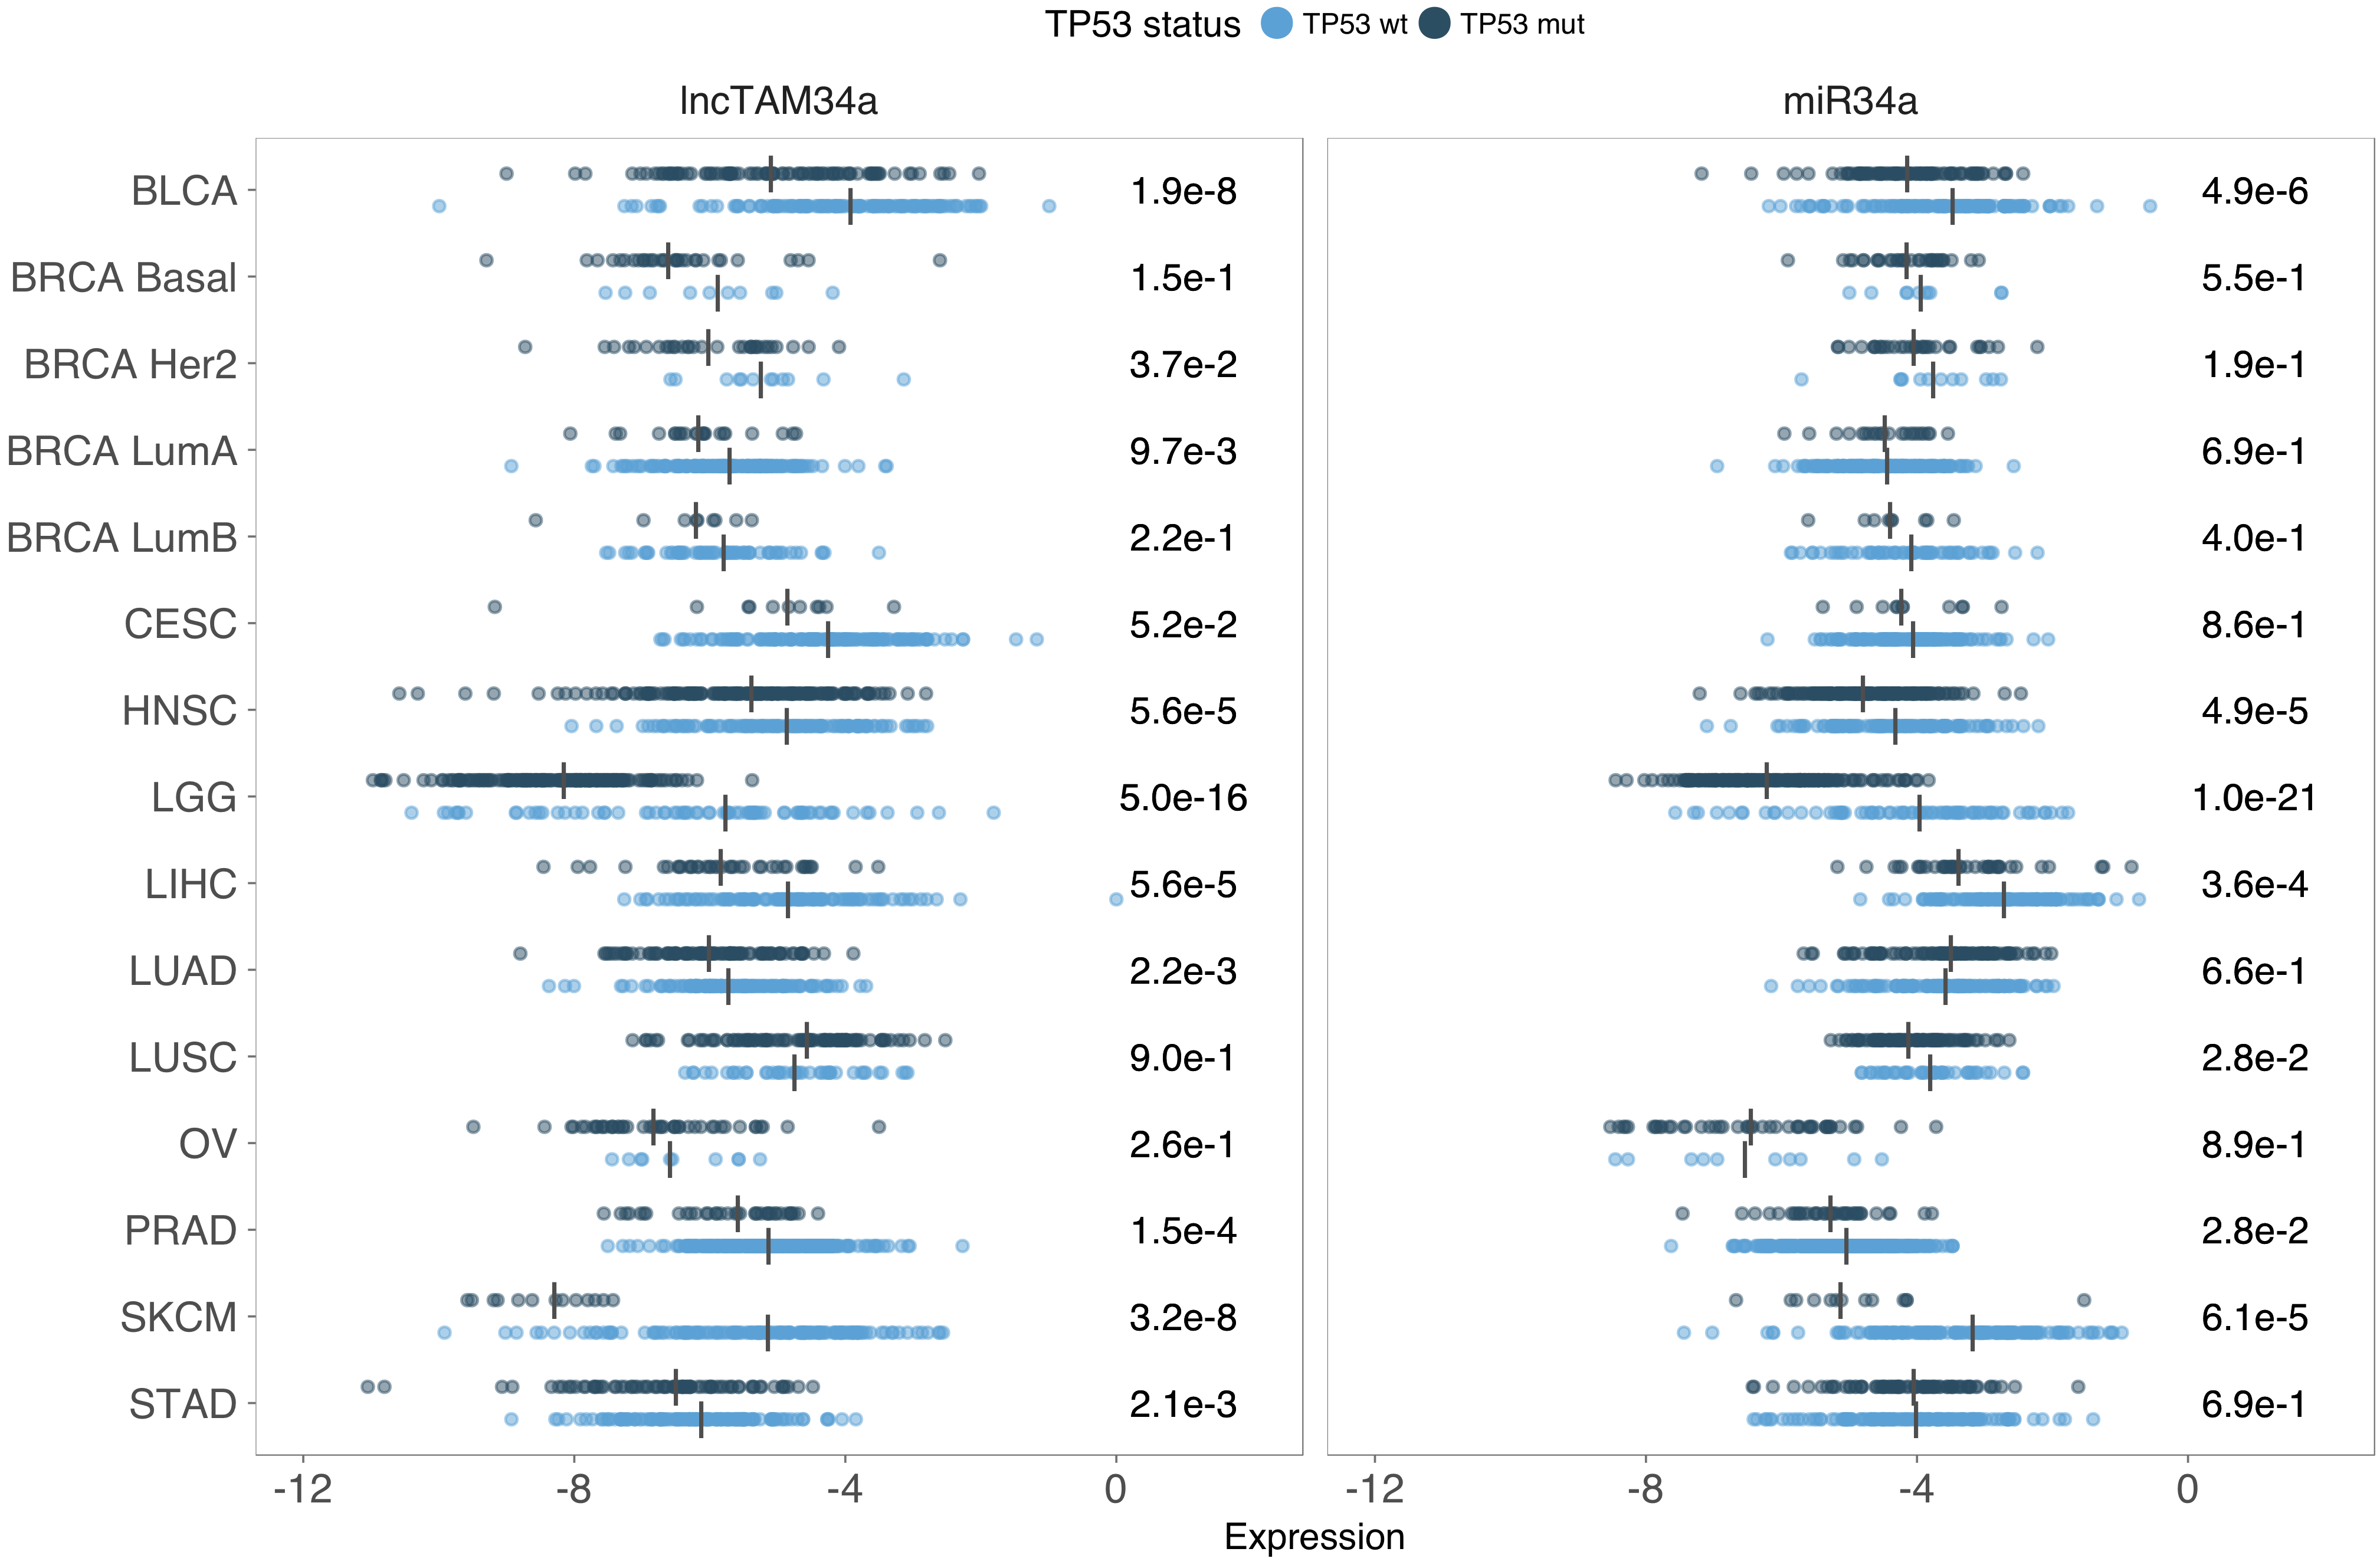 TP53 status TP53 wt TP53 mut
lncTAM34a miR34a
BLCA 1.9e-8 4.9e-6
BRCA Basal 1.5e-1 5.5e-1
BRCA Her2 3.7e-2 1.9e-1
BRCA LumA 9.7e-3 6.9e-1
BRCA LumB 2.2e-1 4.0e-1
CESC 5.2e-2 8.6e-1
HNSC 5.6e-5 4.9e-5
LGG 5.0e-16 1.0e-21
LIHC 5.6e-5 3.6e-4
LUAD 2.2e-3 6.6e-1
LUSC 9.0e-1 2.8e-2
OV 2.6e-1 8.9e-1
PRAD 1.5e-4 2.8e-2
SKCM 3.2e-8 6.1e-5
STAD 2.1e-3 6.9e-1
-12 -8 -4 0 -12 -8 -4 0
Expression